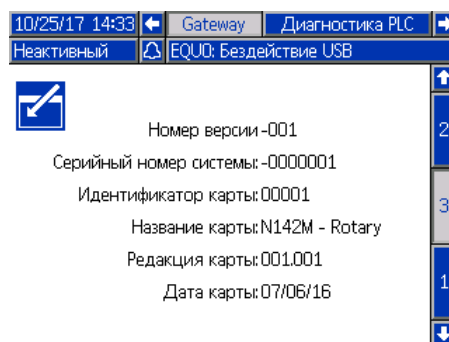 10/25/17 14:33 Gateway Диагностика PLC
Неактивный EQU0: Бездействие USB
Номер версии -001
Серийный номер системы: -0000001
Идентификатор карты: 00001
Название карты: N142M - Rotary
Редакция карты: 001.001
Дата карты: 07/06/16
2
3
1